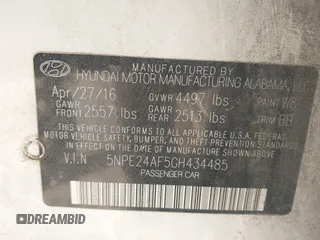 MANUFACTURED BY
HYUNDAI MOTOR MANUFACTURING ALABAMA, LLC
Apr/27/16 GVWR 4497 lbs PAINT WB
GAWR FRONT 2557 lbs GAWR REAR 2513 lbs TRIM
THIS VEHICLE CONFORMS TO ALL APPLICABLE U.S.A. FEDERAL
MOTOR VEHICLE SAFETY, BUMPER, AND THEFT PREVENTION
STANDARDS IN EFFECT ON THE DATE OF MANUFACTURE SHOWN
ABOVE.
V.I.N 5NPE24AF5GH434485
PASSENGER CAR
AUTOBIDMASTER